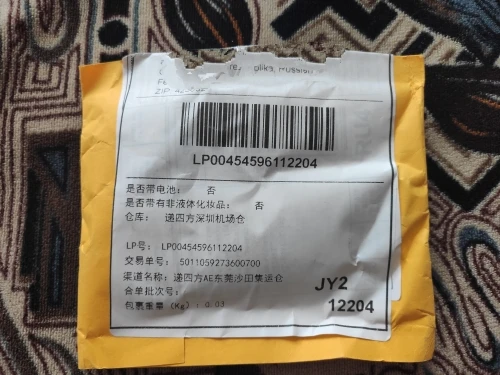 Fe
ZIP:
LP00454596112204
是否带电池： 否
是否带有非液体化妆品： 否
仓库： 递四方深圳机场仓
LP号： LP00454596112204
交易单号： 5011059273600700
渠道名称：递四方AE东莞沙田集运仓
合单批次号：
包裹重量（Kg）：0.03
JY2
12204